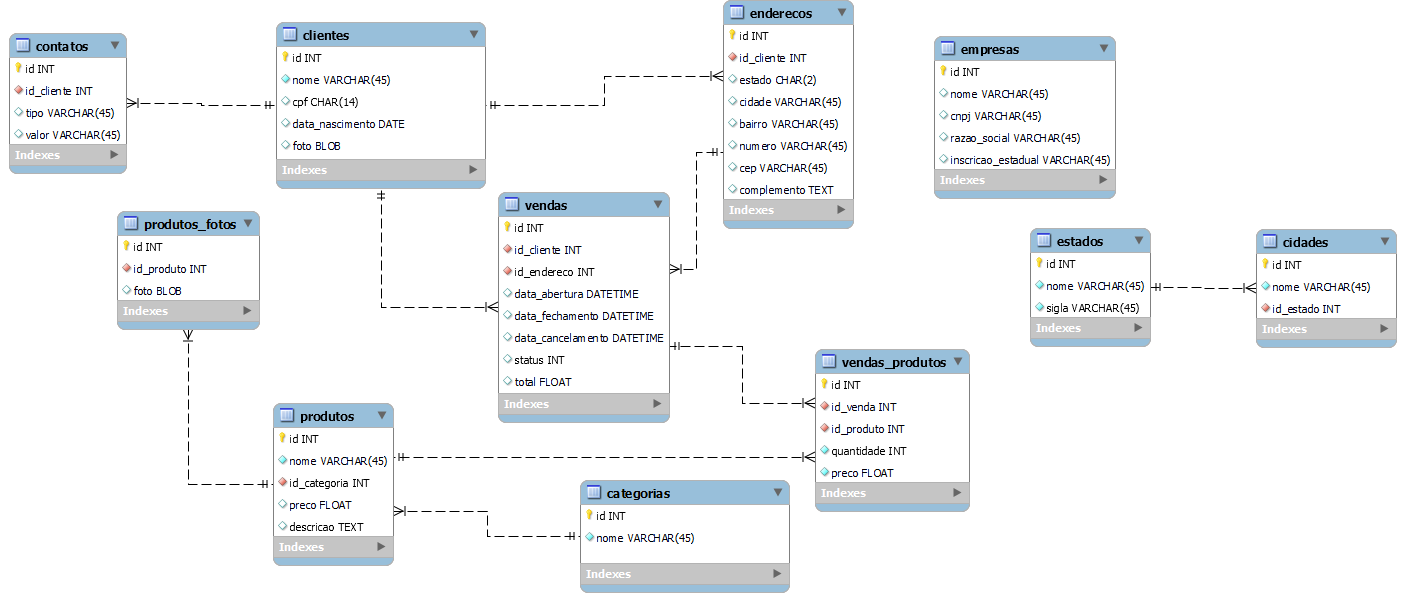 contatos
id INT
id_cliente INT
tipo VARCHAR(45)
valor VARCHAR(45)
Indexes
clientes
id INT
nome VARCHAR(45)
cpf CHAR(14)
data_nascimento DATE
foto BLOB
Indexes
enderecos
id INT
id_cliente INT
estado CHAR(2)
cidade VARCHAR(45)
bairro VARCHAR(45)
numero VARCHAR(45)
cep VARCHAR(45)
complemento TEXT
Indexes
empresas
id INT
nome VARCHAR(45)
cnpj VARCHAR(45)
razao_social VARCHAR(45)
inscricao_estadual VARCHAR(45)
Indexes
produtos_fotos
id INT
id_produto INT
foto BLOB
Indexes
vendas
id INT
id_cliente INT
id_endereco INT
data_abertura DATETIME
data_fechamento DATETIME
data_cancelamento DATETIME
status INT
total FLOAT
Indexes
estados
id INT
nome VARCHAR(45)
sigla VARCHAR(45)
Indexes
cidades
id INT
nome VARCHAR(45)
id_estado INT
Indexes
produtos
id INT
nome VARCHAR(45)
id_categoria INT
preco FLOAT
descricao TEXT
Indexes
vendas_produtos
id INT
id_venda INT
id_produto INT
quantidade INT
preco FLOAT
Indexes
categorias
id INT
nome VARCHAR(45)
Indexes